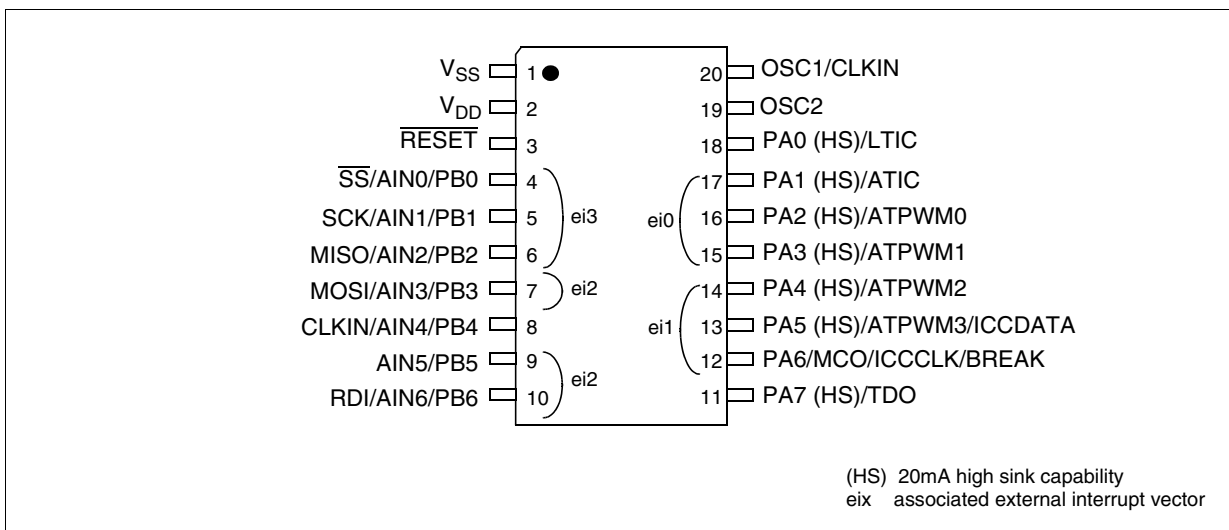 VSS 1 20 OSC1/CLKIN
VDD 2 19 OSC2
RESET 3 18 PA0 (HS)/LTIC
SS/AIN0/PB0 4 17 PA1 (HS)/ATIC
SCK/AIN1/PB1 5 ei3 ei0 16 PA2 (HS)/ATPWM0
MISO/AIN2/PB2 6 15 PA3 (HS)/ATPWM1
MOSI/AIN3/PB3 7 ei2 14 PA4 (HS)/ATPWM2
CLKIN/AIN4/PB4 8 ei1 13 PA5 (HS)/ATPWM3/ICCDATA
AIN5/PB5 9 12 PA6/MCO/ICCCLK/BREAK
ei2
RDI/AIN6/PB6 10 11 PA7 (HS)/TDO
(HS) 20mA high sink capability
eix associated external interrupt vector